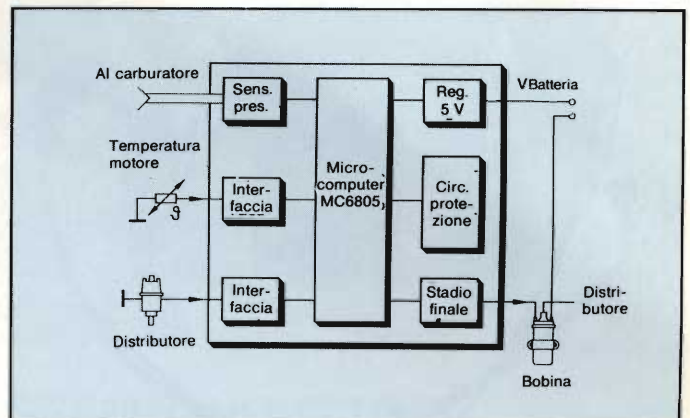 Al carburatore
Sens.
pres.
Temperatura
motore
ϑ
Inter-
faccia
Distributore
Inter-
faccia
Micro-
computer
MC6805
Reg.
5 V
Circ.
prote-
zione
Stadio
finale
VBatteria
Distri-
butore
Bobina